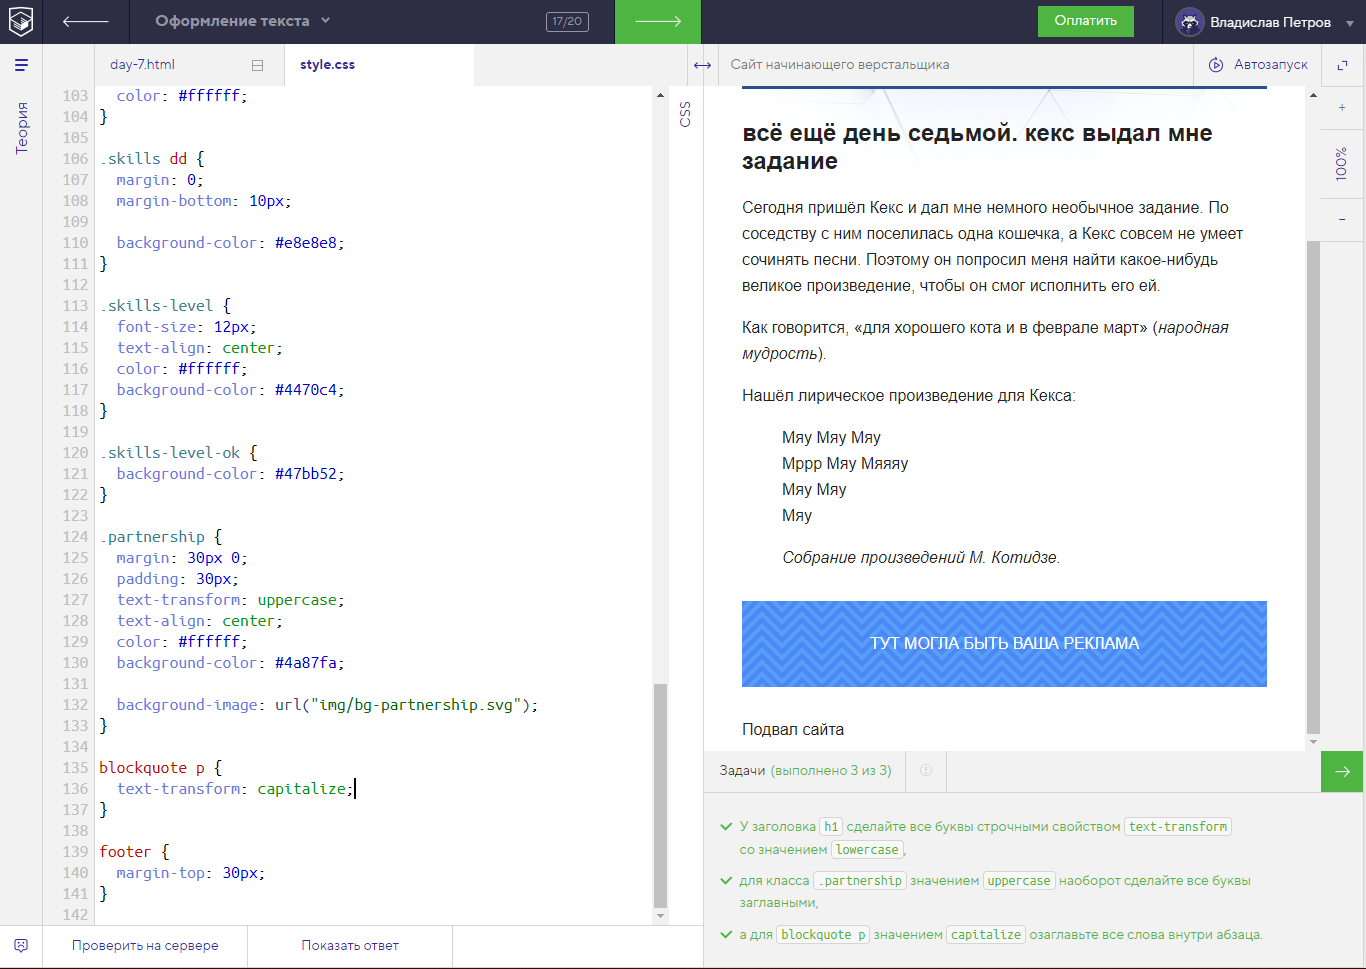 Оформление текста
17/20
Оплатить
Владислав Петров
day-7.html
style.css
Сайт начинающего верстальщика
Автозапуск
Теория
CSS
103 color: #ffffff;
104 }
105
106 .skills dd {
107 margin: 0;
108 margin-bottom: 10px;
109
110 background-color: #e8e8e8;
111 }
112
113 .skills-level {
114 font-size: 12px;
115 text-align: center;
116 color: #ffffff;
117 background-color: #4470c4;
118 }
119
120 .skills-level-ok {
121 background-color: #47bb52;
122 }
123
124 .partnership {
125 margin: 30px 0;
126 padding: 30px;
127 text-transform: uppercase;
128 text-align: center;
129 color: #ffffff;
130 background-color: #4a87fa;
131
132 background-image: url("img/bg-partnership.svg");
133 }
134
135 blockquote p {
136 text-transform: capitalize;
137 }
138
139 footer {
140 margin-top: 30px;
141 }
142
Проверить на сервере
Показать ответ
всё ещё день седьмой. кекс выдал мне
задание
Сегодня пришёл Кекс и дал мне немного необычное задание. По
соседству с ним поселилась одна кошечка, а Кекс совсем не умеет
сочинять песни. Поэтому он попросил меня найти какое-нибудь
великое произведение, чтобы он смог исполнить его ей.
Как говорится, «для хорошего кота и в феврале март» (народная
мудрость).
Нашёл лирическое произведение для Кекса:
Мяу Мяу Мяу
Мррр Мяу Мяяяу
Мяу Мяу
Мяу
Собрание произведений М. Котидзе.
ТУТ МОГЛА БЫТЬ ВАША РЕКЛАМА
Подвал сайта
+
100%
−
Задачи (выполнено 3 из 3)
У заголовка h1 сделайте все буквы строчными свойством text-transform
со значением lowercase,
для класса .partnership значением uppercase наоборот сделайте все буквы
заглавными,
а для blockquote p значением capitalize озаглавьте все слова внутри абзаца.